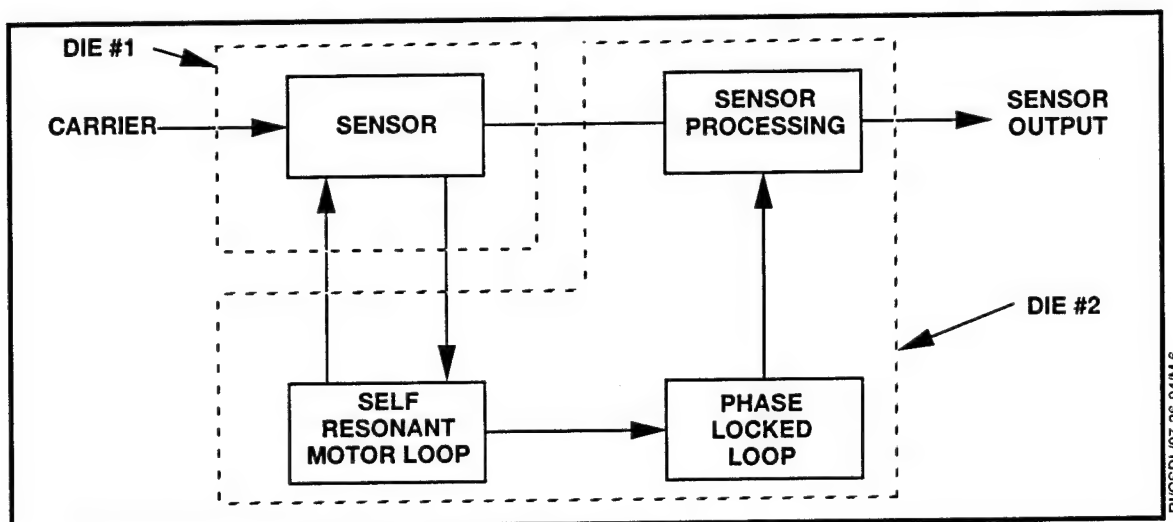 DIE #1
CARRIER
SENSOR
SENSOR
PROCESSING
SENSOR
OUTPUT
DIE #2
SELF
RESONANT
MOTOR LOOP
PHASE
LOCKED
LOOP